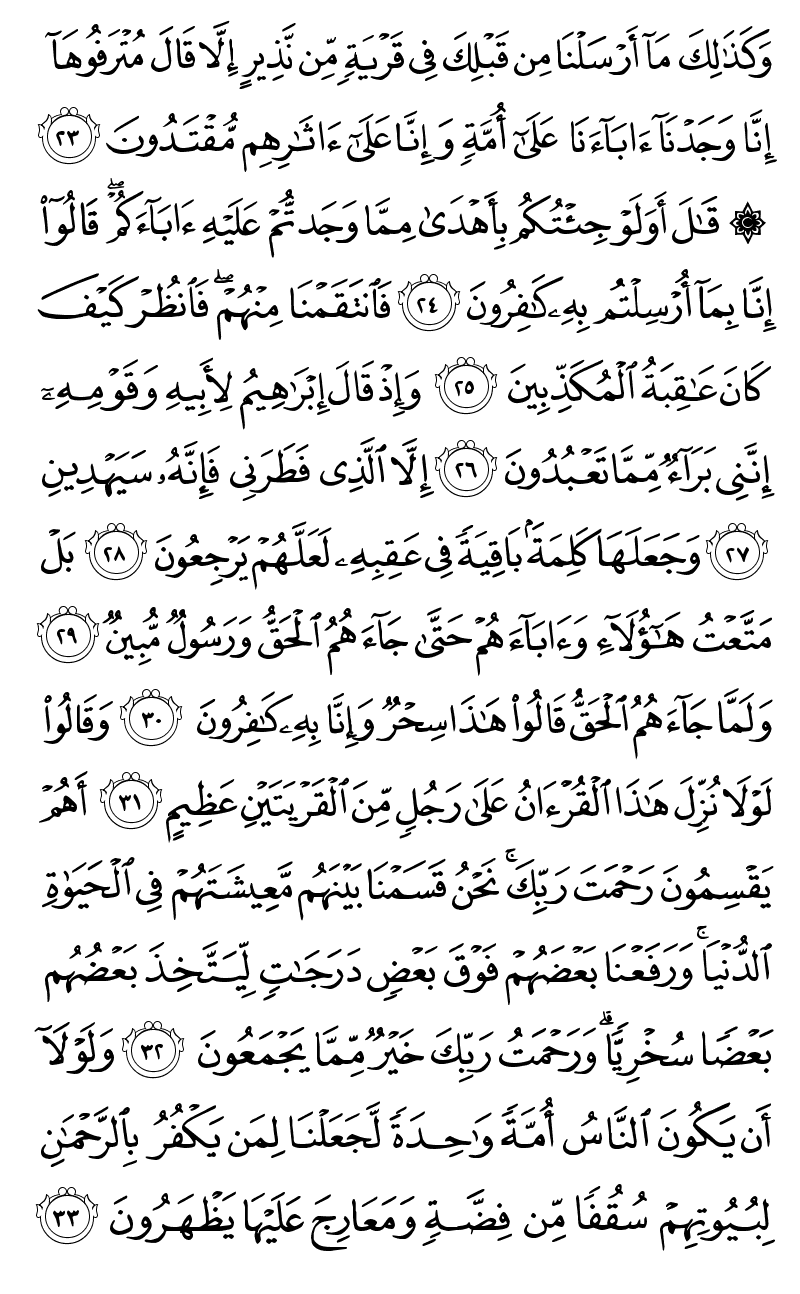 وَكَذَٰلِكَ مَآ أَرْسَلْنَا مِن قَبْلِكَ فِى قَرْيَةٍۢ مِّن نَّذِيرٍ إِلَّا قَالَ مُتْرَفُوهَآ
إِنَّا وَجَدْنَآ ءَابَآءَنَا عَلَىٰٓ أُمَّةٍۢ وَإِنَّا عَلَىٰٓ ءَاثَٰرِهِم مُّقْتَدُونَ ٢٣
۞ قَٰلَ أَوَلَوْ جِئْتُكُم بِأَهْدَىٰ مِمَّا وَجَدتُّمْ عَلَيْهِ ءَابَآءَكُمْ ۖ قَالُوٓا۟
إِنَّا بِمَآ أُرْسِلْتُم بِهِۦ كَٰفِرُونَ ٢٤ فَٱنتَقَمْنَا مِنْهُمْ ۖ فَٱنظُرْ كَيْفَ
كَانَ عَٰقِبَةُ ٱلْمُكَذِّبِينَ ٢٥ وَإِذْ قَالَ إِبْرَٰهِيمُ لِأَبِيهِ وَقَوْمِهِۦٓ
إِنَّنِى بَرَآءٌۭ مِّمَّا تَعْبُدُونَ ٢٦ إِلَّا ٱلَّذِى فَطَرَنِى فَإِنَّهُۥ سَيَهْدِينِ
٢٧ وَجَعَلَهَا كَلِمَةًۢ بَاقِيَةًۭ فِى عَقِبِهِۦ لَعَلَّهُمْ يَرْجِعُونَ ٢٨ بَلْ
مَتَّعْتُ هَٰٓؤُلَآءِ وَءَابَآءَهُمْ حَتَّىٰ جَآءَهُمُ ٱلْحَقُّ وَرَسُولٌۭ مُّبِينٌۭ ٢٩
وَلَمَّا جَآءَهُمُ ٱلْحَقُّ قَالُوا۟ هَٰذَا سِحْرٌۭ وَإِنَّا بِهِۦ كَٰفِرُونَ ٣٠ وَقَالُوا۟
لَوْلَا نُزِّلَ هَٰذَا ٱلْقُرْءَانُ عَلَىٰ رَجُلٍۢ مِّنَ ٱلْقَرْيَتَيْنِ عَظِيمٍ ٣١ أَهُمْ
يَقْسِمُونَ رَحْمَتَ رَبِّكَ ۚ نَحْنُ قَسَمْنَا بَيْنَهُم مَّعِيشَتَهُمْ فِى ٱلْحَيَوٰةِ
ٱلدُّنْيَا ۚ وَرَفَعْنَا بَعْضَهُمْ فَوْقَ بَعْضٍۢ دَرَجَٰتٍۢ لِّيَتَّخِذَ بَعْضُهُم
بَعْضًۭا سُخْرِيًّۭا ۗ وَرَحْمَتُ رَبِّكَ خَيْرٌۭ مِّمَّا يَجْمَعُونَ ٣٢ وَلَوْلَآ
أَن يَكُونَ ٱلنَّاسُ أُمَّةًۭ وَٰحِدَةًۭ لَّجَعَلْنَا لِمَن يَكْفُرُ بِٱلرَّحْمَٰنِ
لِبُيُوتِهِمْ سُقُفًۭا مِّن فِضَّةٍۢ وَمَعَارِجَ عَلَيْهَا يَظْهَرُونَ ٣٣